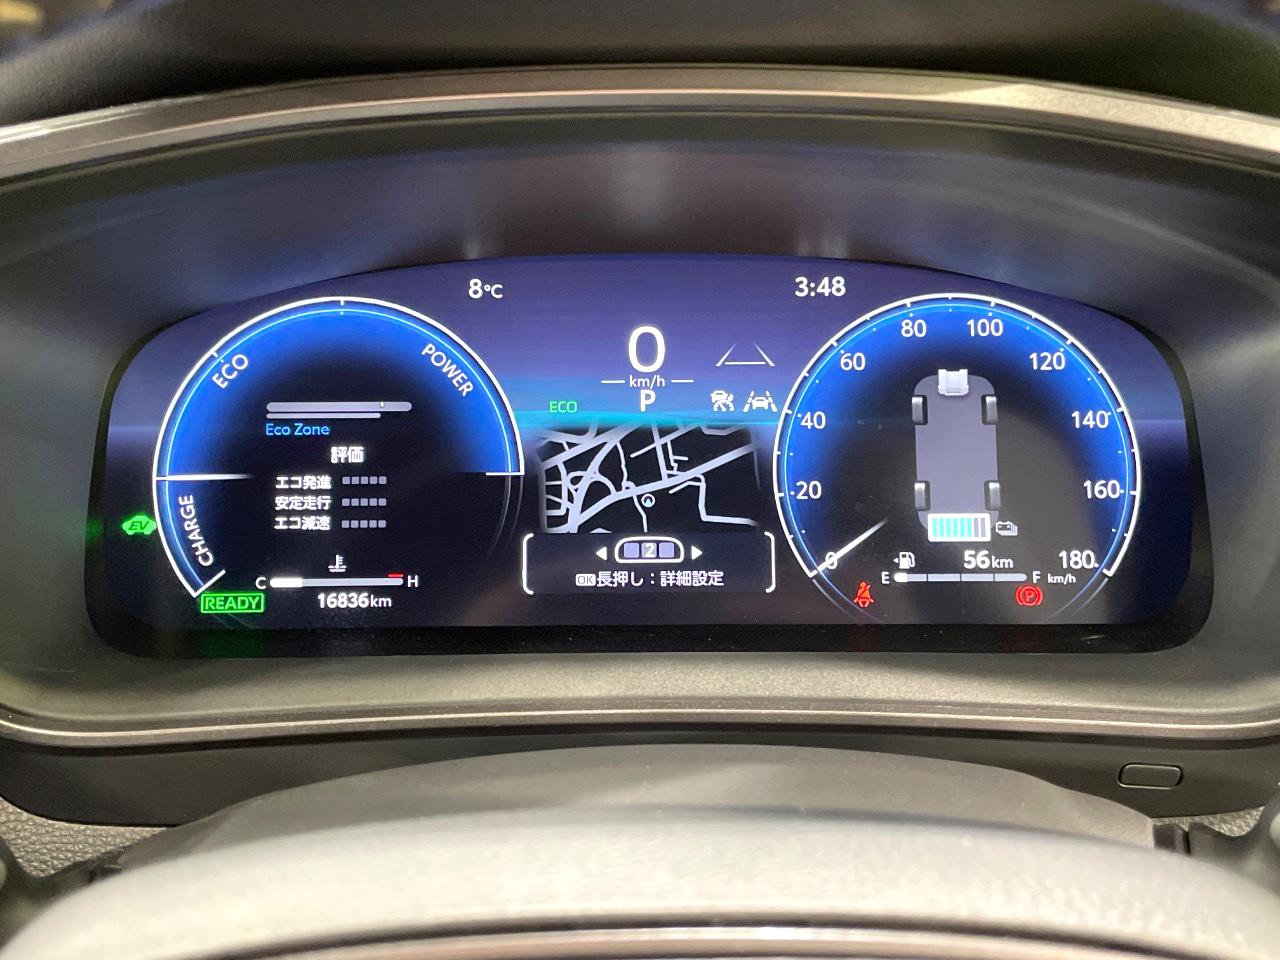 8℃
3:48
0
km/h
P
ECO
ECO
POWER
CHARGE
Eco Zone
評価
エコ発進
安定走行
エコ減速
EV
C
H
READY
16836km
2
OK長押し：詳細設定
0
20
40
60
80
100
120
140
160
180
km/h
56km
E
F
P